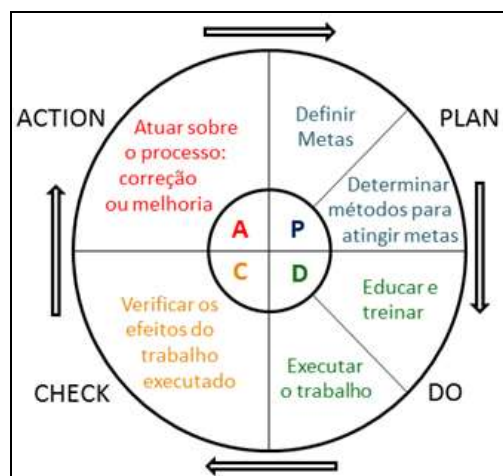 ACTION
PLAN
Atuar sobre
o processo:
correção
ou melhoria
Definir
Metas
Determinar
métodos para
atingir metas
A
P
C
D
Verificar os
efeitos do
trabalho
executado
Educar e
treinar
Executar
o trabalho
CHECK
DO